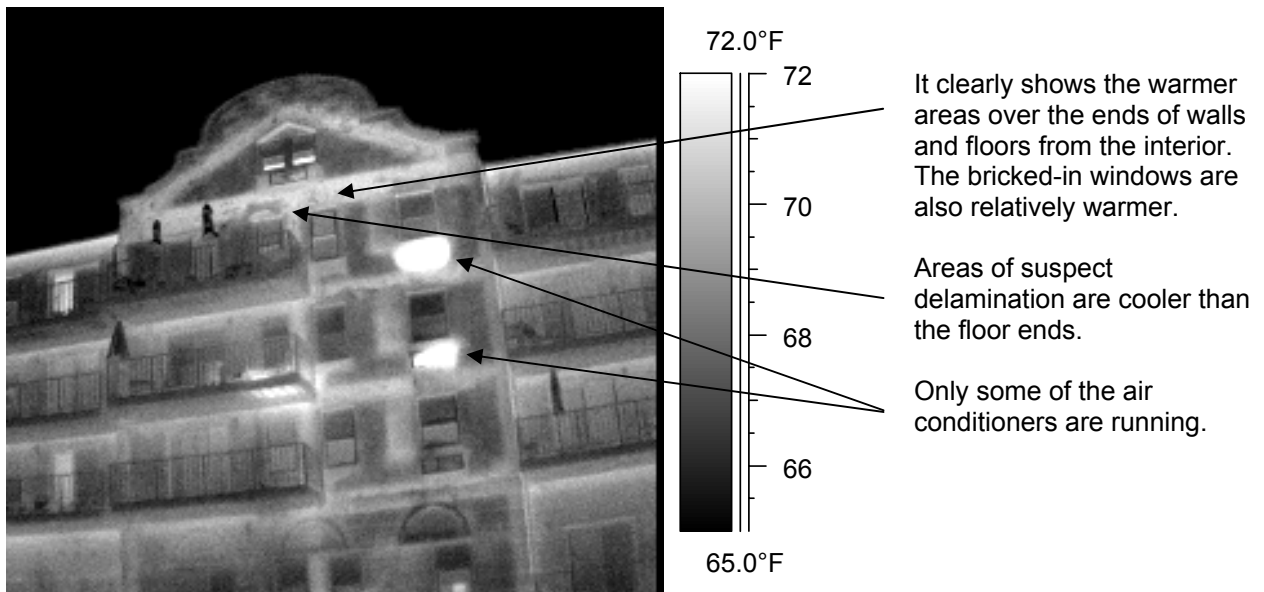 72.0°F
72
70
68
66
65.0°F
It clearly shows the warmer
areas over the ends of walls
and floors from the interior.
The bricked-in windows are
also relatively warmer.
Areas of suspect
delamination are cooler than
the floor ends.
Only some of the air
conditioners are running.